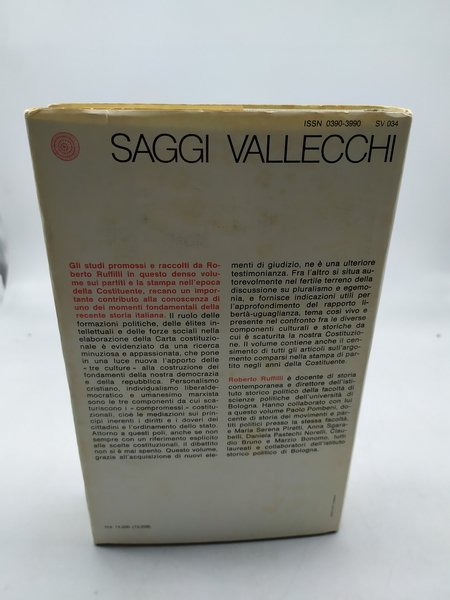 ISSN 0390-3990 SV 034
SAGGI VALLECCHI
Gli studi promossi e raccolti da Ro-
berto Ruffilli in questo denso volu-
me sui partiti e la stampa nell'epoca
della Costituente, recano un impor-
tante contributo alla conoscenza di
uno dei momenti fondamentali della
recente storia italiana. Il ruolo delle
formazioni politiche, delle élites in-
tellettuali e delle forze sociali nella
elaborazione della Carta costituzio-
nale è evidenziato da una ricerca
minuziosa e appassionata, che pone
in una luce nuova l'apporto delle
« tre culture » alla costruzione dei
fondamenti della nostra democrazia
e della repubblica. Personalismo
cristiano, individualismo liberalde-
mocratico e umanesimo marxista
sono le tre componenti da cui sca-
turiscono i « compromessi » costitu-
zionali, cioè le mediazioni sui prin-
cipi inerenti i diritti e i doveri dei
cittadini e l'ordinamento dello stato.
Attorno a questi poli, anche se non
sempre con un riferimento esplicito
alle scelte costituzionali, il dibattito
non si è mai spento. Questo volume,
grazie all'acquisizione di nuovi ele-
menti di giudizio, ne è una ulteriore
testimonianza. Fra l'altro si situa au-
torevolmente nel fertile terreno della
discussione su pluralismo e egemo-
nia, e fornisce indicazioni utili per
l'approfondimento del rapporto li-
bertà-uguaglianza, tema così vivo e
presente nel confronto fra le diverse
componenti culturali e storiche da
cui è scaturita la nostra Costituzio-
ne. Il volume contiene anche il cen-
simento di tutti gli articoli sull'argo-
mento comparsi nella stampa di par-
tito negli anni della Costituente.
Roberto Ruffilli è docente di storia
contemporanea e direttore dell'isti-
tuto storico politico della facoltà di
scienze politiche dell'università di
Bologna. Hanno collaborato con lui
a questo volume Paolo Pombeni, do-
cente di storia dei movimenti e par-
titi politici presso la stessa facoltà,
e Maria Serena Piretti, Anna Sgara-
belli, Daniela Pastechi Norelli, Clau-
dio Bruno e Marzio Bonomo, tutti
laureati e collaboratori dell'istituto
storico politico di Bologna.